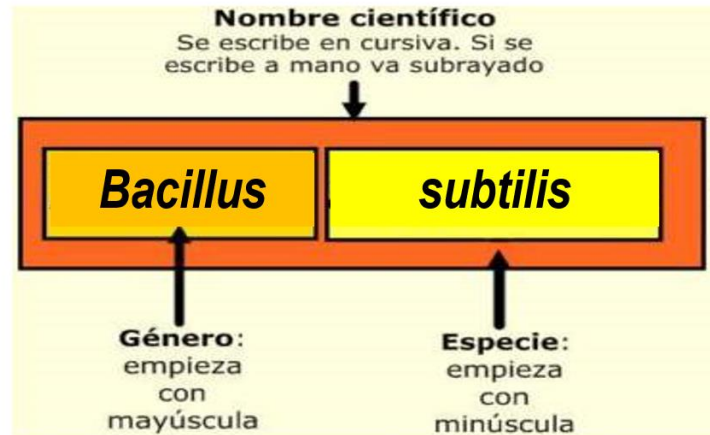 Nombre científico
Se escribe en cursiva. Si se
escribe a mano va subrayado
Bacillus subtilis
Género: Especie:
empieza empieza
con con
mayúscula minúscula